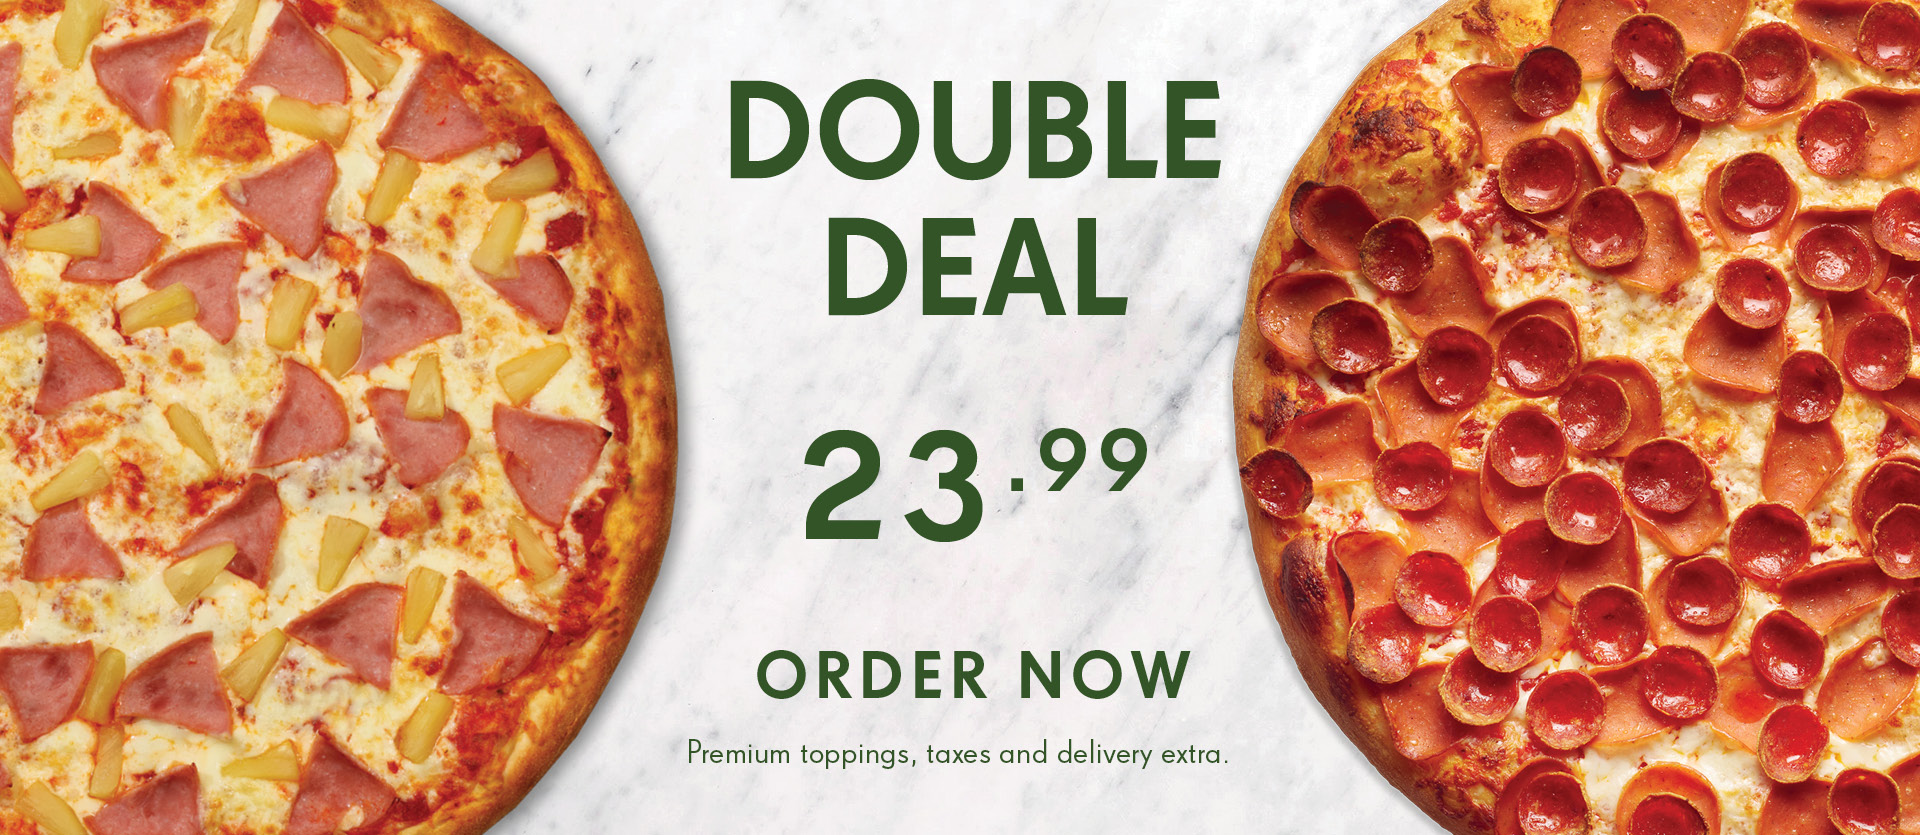 DOUBLE
DEAL
23.99
ORDER NOW
Premium toppings, taxes and delivery extra.